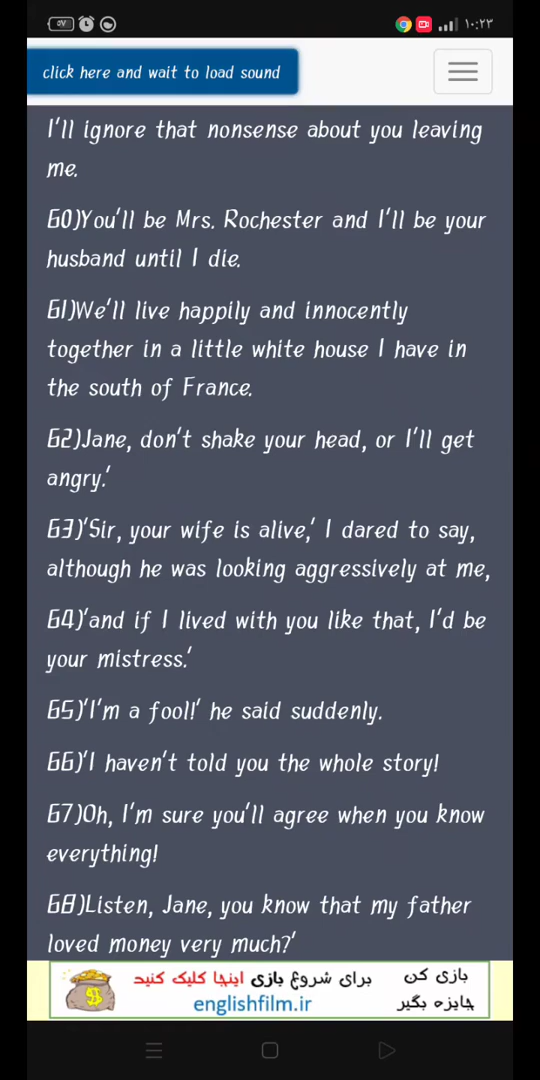 0V
۱۰:۲۳
click here and wait to load sound
I'll ignore that nonsense about you leaving
me.
60)You'll be Mrs. Rochester and I'll be your
husband until I die.
61)We'll live happily and innocently
together in a little white house I have in
the south of France.
62)Jane, don't shake your head, or I'll get
angry.'
63)'Sir, your wife is alive,' I dared to say,
although he was looking aggressively at me,
64)'and if I lived with you like that, I'd be
your mistress.'
65)'I'm a fool!' he said suddenly.
66)'I haven't told you the whole story!
67)Oh, I'm sure you'll agree when you know
everything!
68)Listen, Jane, you know that my father
loved money very much?'
بازی کن
جایزه بگیر
برای شروع بازی اینجا کلیک کنید
englishfilm.ir